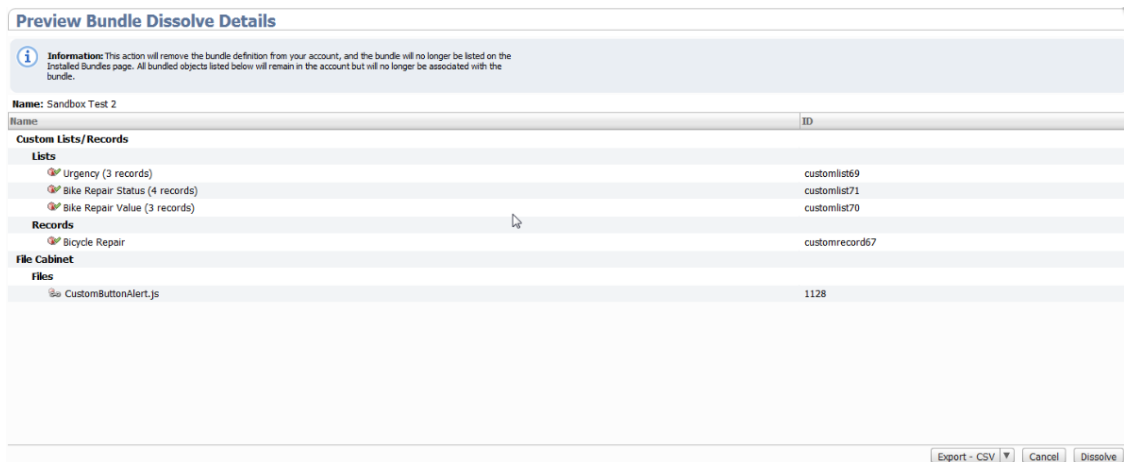 Preview Bundle Dissolve Details
Information: This action will remove the bundle definition from your account, and the bundle will no longer be listed on the
Installed Bundles page. All bundled objects listed below will remain in the account but will no longer be associated with the
bundle.
Name: Sandbox Test 2
Name ID
Custom Lists/Records
Lists
Urgency (3 records) customlist69
Bike Repair Status (4 records) customlist71
Bike Repair Value (3 records) customlist70
Records
Bicycle Repair customrecord67
File Cabinet
Files
CustomButtonAlert.js 1128
Export - CSV Cancel Dissolve